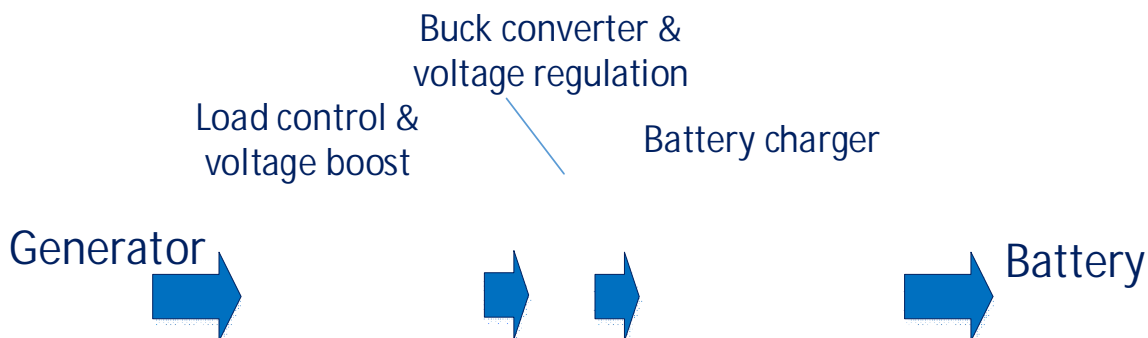 Buck converter &
voltage regulation
Load control &
voltage boost
Battery charger
Generator
Battery